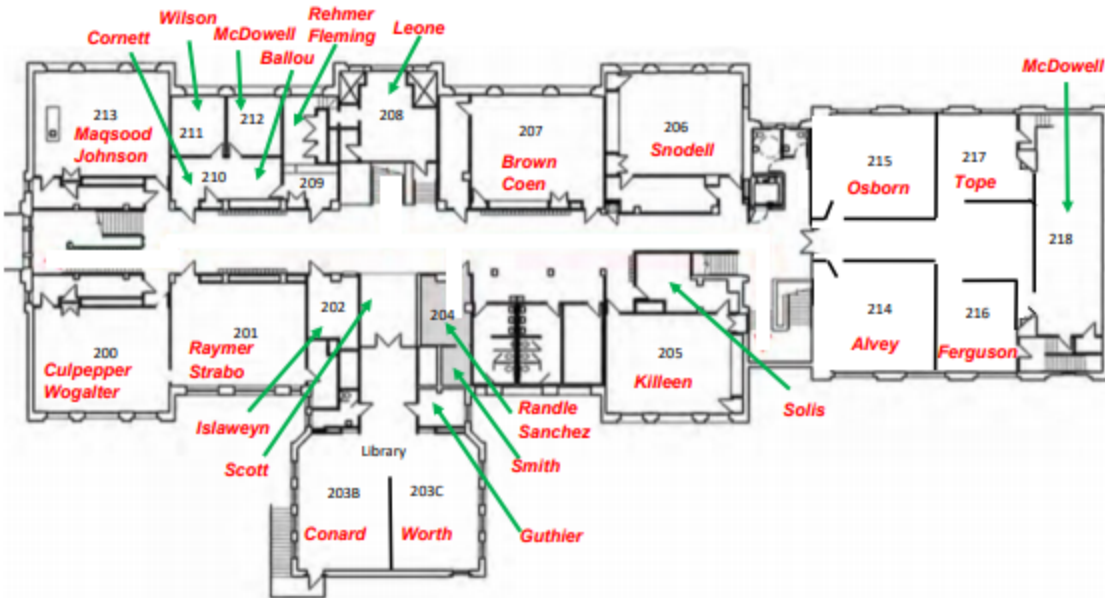 Wilson
Rehmer
Fleming
Cornett
McDowell
Ballou
Leone
McDowell
213
Maqsood
Johnson
211
212
208
207
Brown
Coen
206
Snodell
215
Osborn
217
Tope
210
209
218
202
204
201
Raymer
Strabo
200
Culpepper
Wogalter
205
Killeen
214
Alvey
216
Ferguson
Islaweyn
Scott
Randle
Sanchez
Smith
Solis
Library
203B
203C
Conard
Worth
Guthier